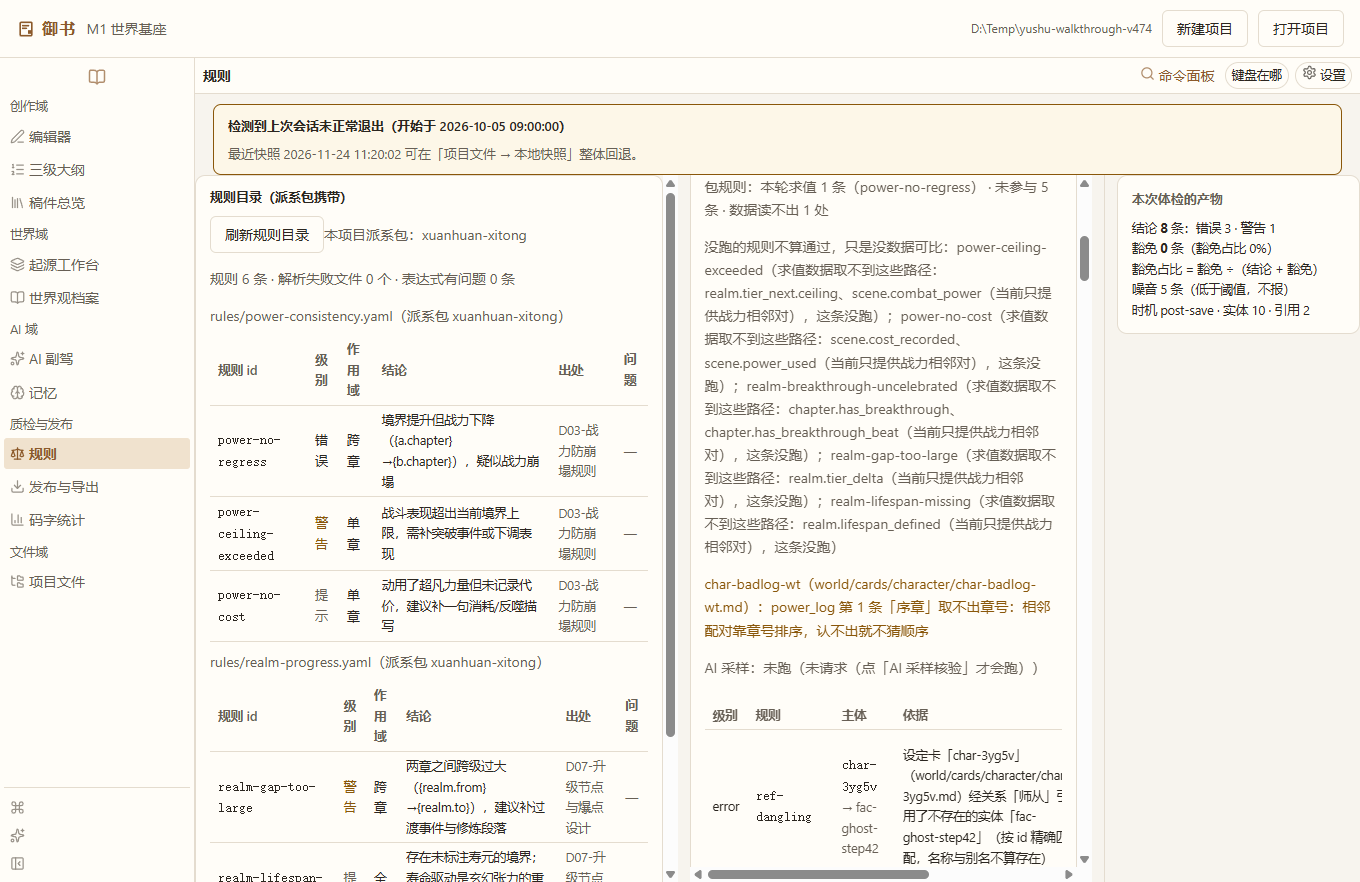 御书 M1 世界基座
D:\Temp\yushu-walkthrough-v474 新建项目 打开项目
创作域
编辑器
三级大纲
稿件总览
世界域
起源工作台
世界观档案
AI 域
AI 副驾
记忆
质检与发布
规则
发布与导出
码字统计
文件域
项目文件
规则
命令面板 键盘在哪 设置
检测到上次会话未正常退出（开始于 2026-10-05 09:00:00）
最近快照 2026-11-24 11:20:02 可在「项目文件 → 本地快照」整体回退。
规则目录（派系包携带）
刷新规则目录 本项目派系包：xuanhuan-xitong
规则 6 条 · 解析失败文件 0 个 · 表达式有问题 0 条
rules/power-consistency.yaml（派系包 xuanhuan-xitong）
规则 id 级别 作用域 结论 出处 问题
power-no-regress 错误 跨章 境界提升但战力下降（{a.chapter}→{b.chapter}），疑似战力崩塌 D03-战力防崩塌规则 —
power-ceiling-exceeded 警告 单章 战斗表现超出当前境界上限，需补突破事件或下调表现 D03-战力防崩塌规则 —
power-no-cost 提示 单章 动用了超凡力量但未记录代价，建议补一句消耗/反噬描写 D03-战力防崩塌规则 —
rules/realm-progress.yaml（派系包 xuanhuan-xitong）
规则 id 级别 作用域 结论 出处 问题
realm-gap-too-large 警告 跨章 两章之间跨级过大（{realm.from}→{realm.to}），建议补过渡事件与修炼段落 D07-升级节点与爆点设计 —
realm-lifespan- 提 全 存在未标注寿元的境界；寿命驱动是玄幻张力的重 D07-升级节点
包规则：本轮求值 1 条（power-no-regress） · 未参与 5
条 · 数据读不出 1 处
没跑的规则不算通过，只是没数据可比：power-ceiling-
exceeded（求值数据取不到这些路径：
realm.tier_next.ceiling、scene.combat_power（当前只提
供战力相邻对），这条没跑）；power-no-cost（求值数
据取不到这些路径：scene.cost_recorded、
scene.power_used（当前只提供战力相邻对），这条没
跑）；realm-breakthrough-uncelebrated（求值数据取不
到这些路径：chapter.has_breakthrough、
chapter.has_breakthrough_beat（当前只提供战力相邻
对），这条没跑）；realm-gap-too-large（求值数据取不
到这些路径：realm.tier_delta（当前只提供战力相邻
对），这条没跑）；realm-lifespan-missing（求值数据取
不到这些路径：realm.lifespan_defined（当前只提供战力
相邻对），这条没跑）
char-badlog-wt（world/cards/character/char-badlog-
wt.md）：power_log 第 1 条「序章」取不出章号：相邻
配对靠章号排序，认不出就不猜顺序
AI 采样：未跑（未请求（点「AI 采样核验」才会跑））
级别 规则 主体 依据
error ref-dangling char-3yg5v → fac-ghost-step42 设定卡「char-3yg5v」
（world/cards/character/char-
3yg5v.md）经关系「师从」引
用了不存在的实体「fac-
ghost-step42」（按 id 精确匹
配，名称与别名不算存在）
本次体检的产物
结论 8 条：错误 3 · 警告 1
豁免 0 条（豁免占比 0%）
豁免占比 = 豁免 ÷（结论 + 豁免）
噪音 5 条（低于阈值，不报）
时机 post-save · 实体 10 · 引用 2